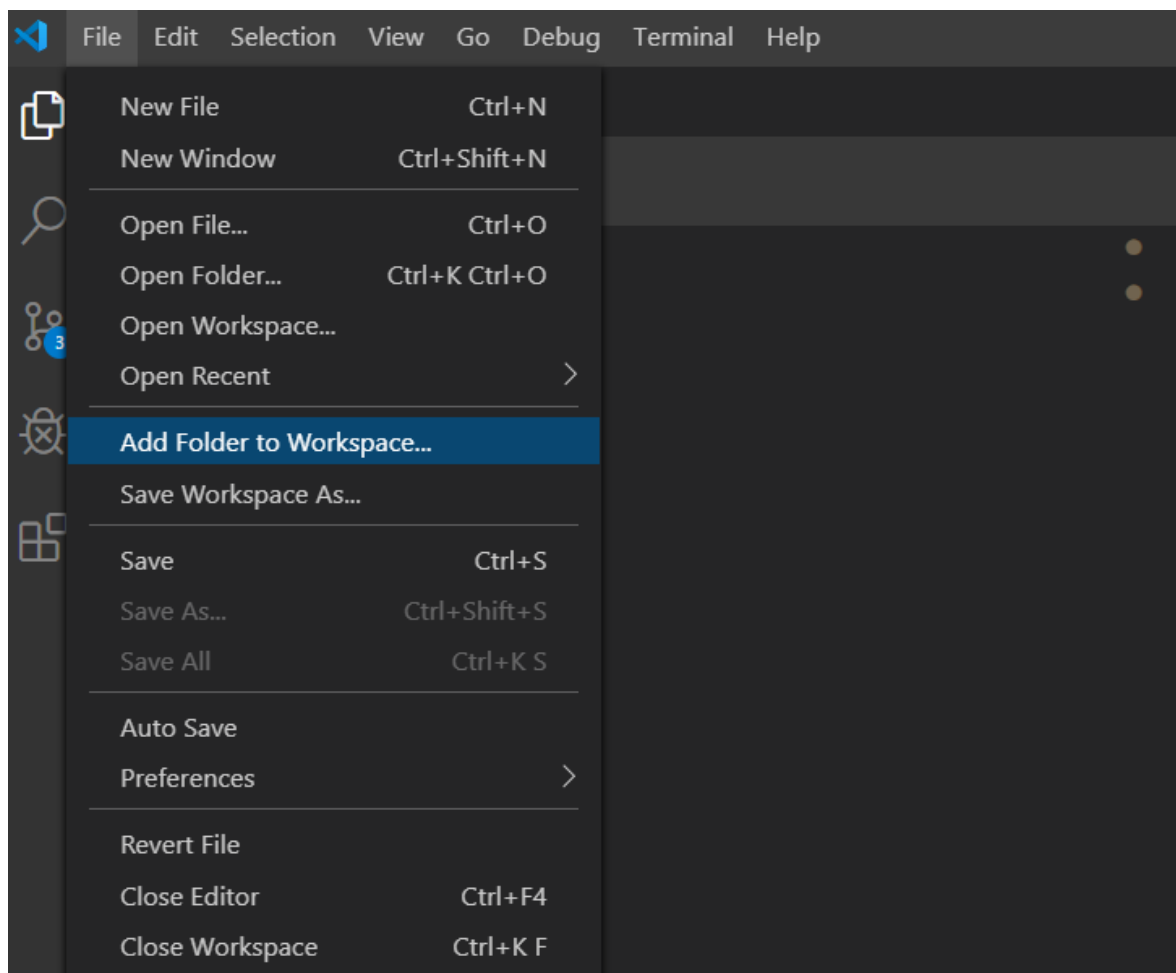 File Edit Selection View Go Debug Terminal Help
New File Ctrl+N
New Window Ctrl+Shift+N
Open File... Ctrl+O
Open Folder... Ctrl+K Ctrl+O
Open Workspace...
Open Recent
3
Add Folder to Workspace...
Save Workspace As...
Save Ctrl+S
Save As... Ctrl+Shift+S
Save All Ctrl+K S
Auto Save
Preferences
Revert File
Close Editor Ctrl+F4
Close Workspace Ctrl+K F